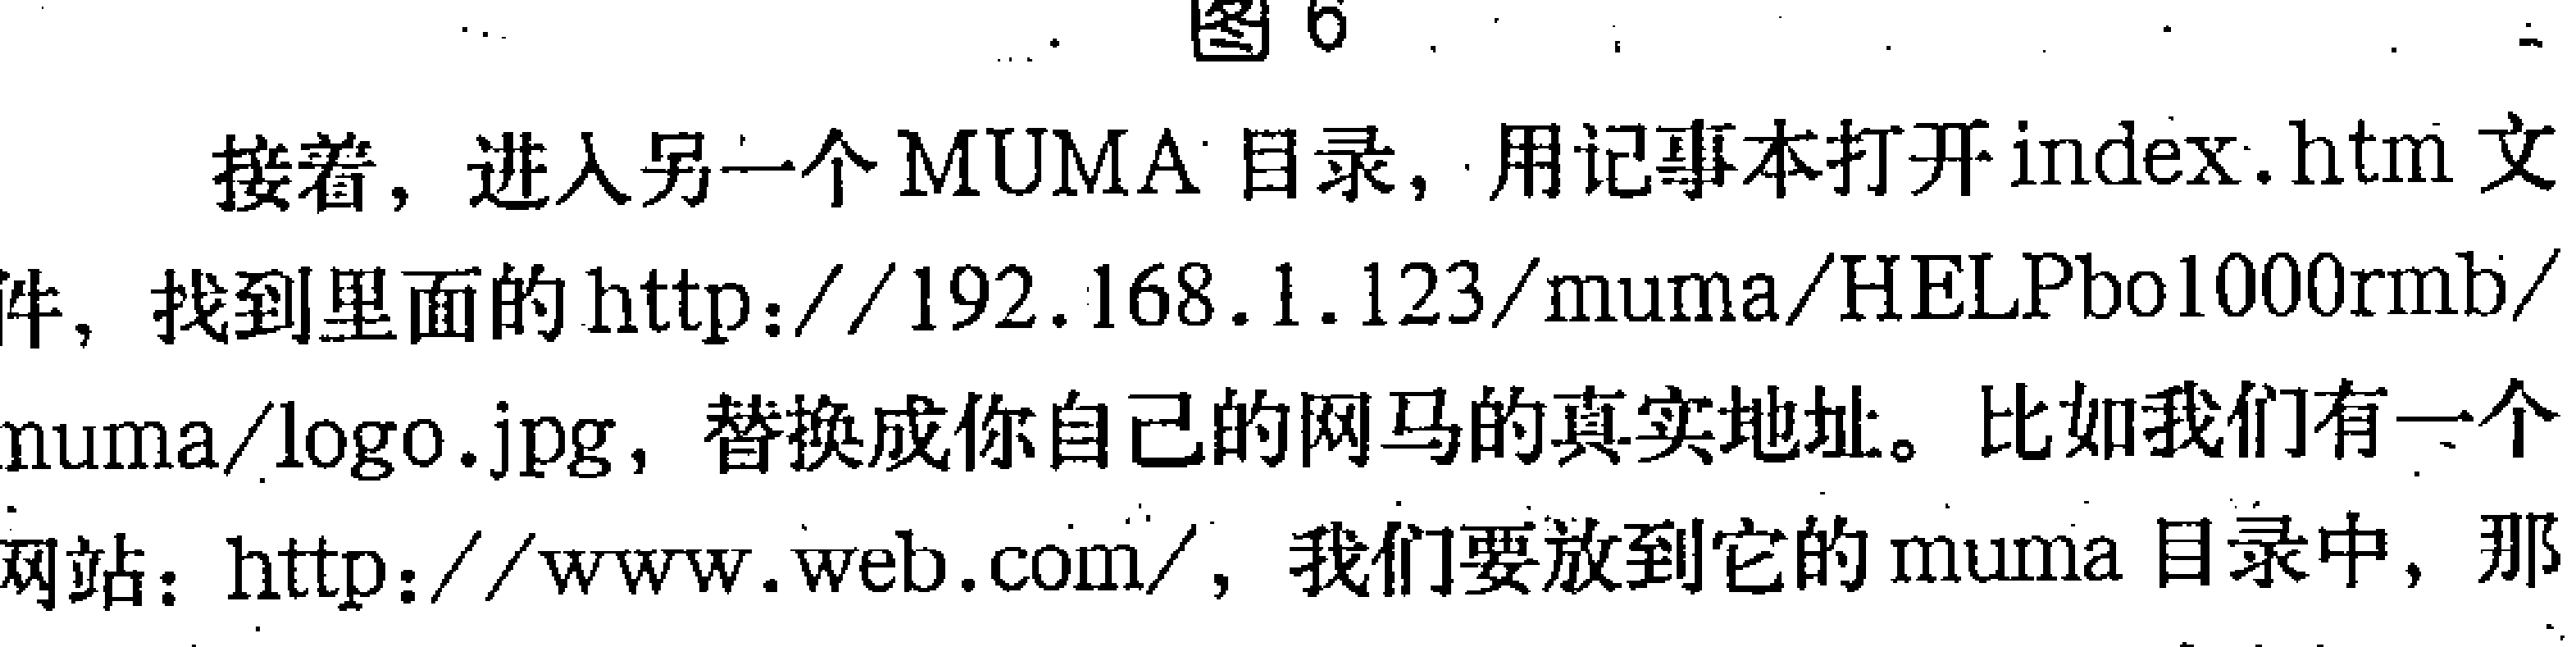 图 6
接着，进入另一个 MUMA 目录，用记事本打开 index.htm 文
件，找到里面的 http://192.168.1.123/muma/HELPbo1000rmb/
muma/logo.jpg，替换成你自己的网马的真实地址。比如我们有一个
网站：http://www.web.com/，我们要放到它的 muma 目录中，那